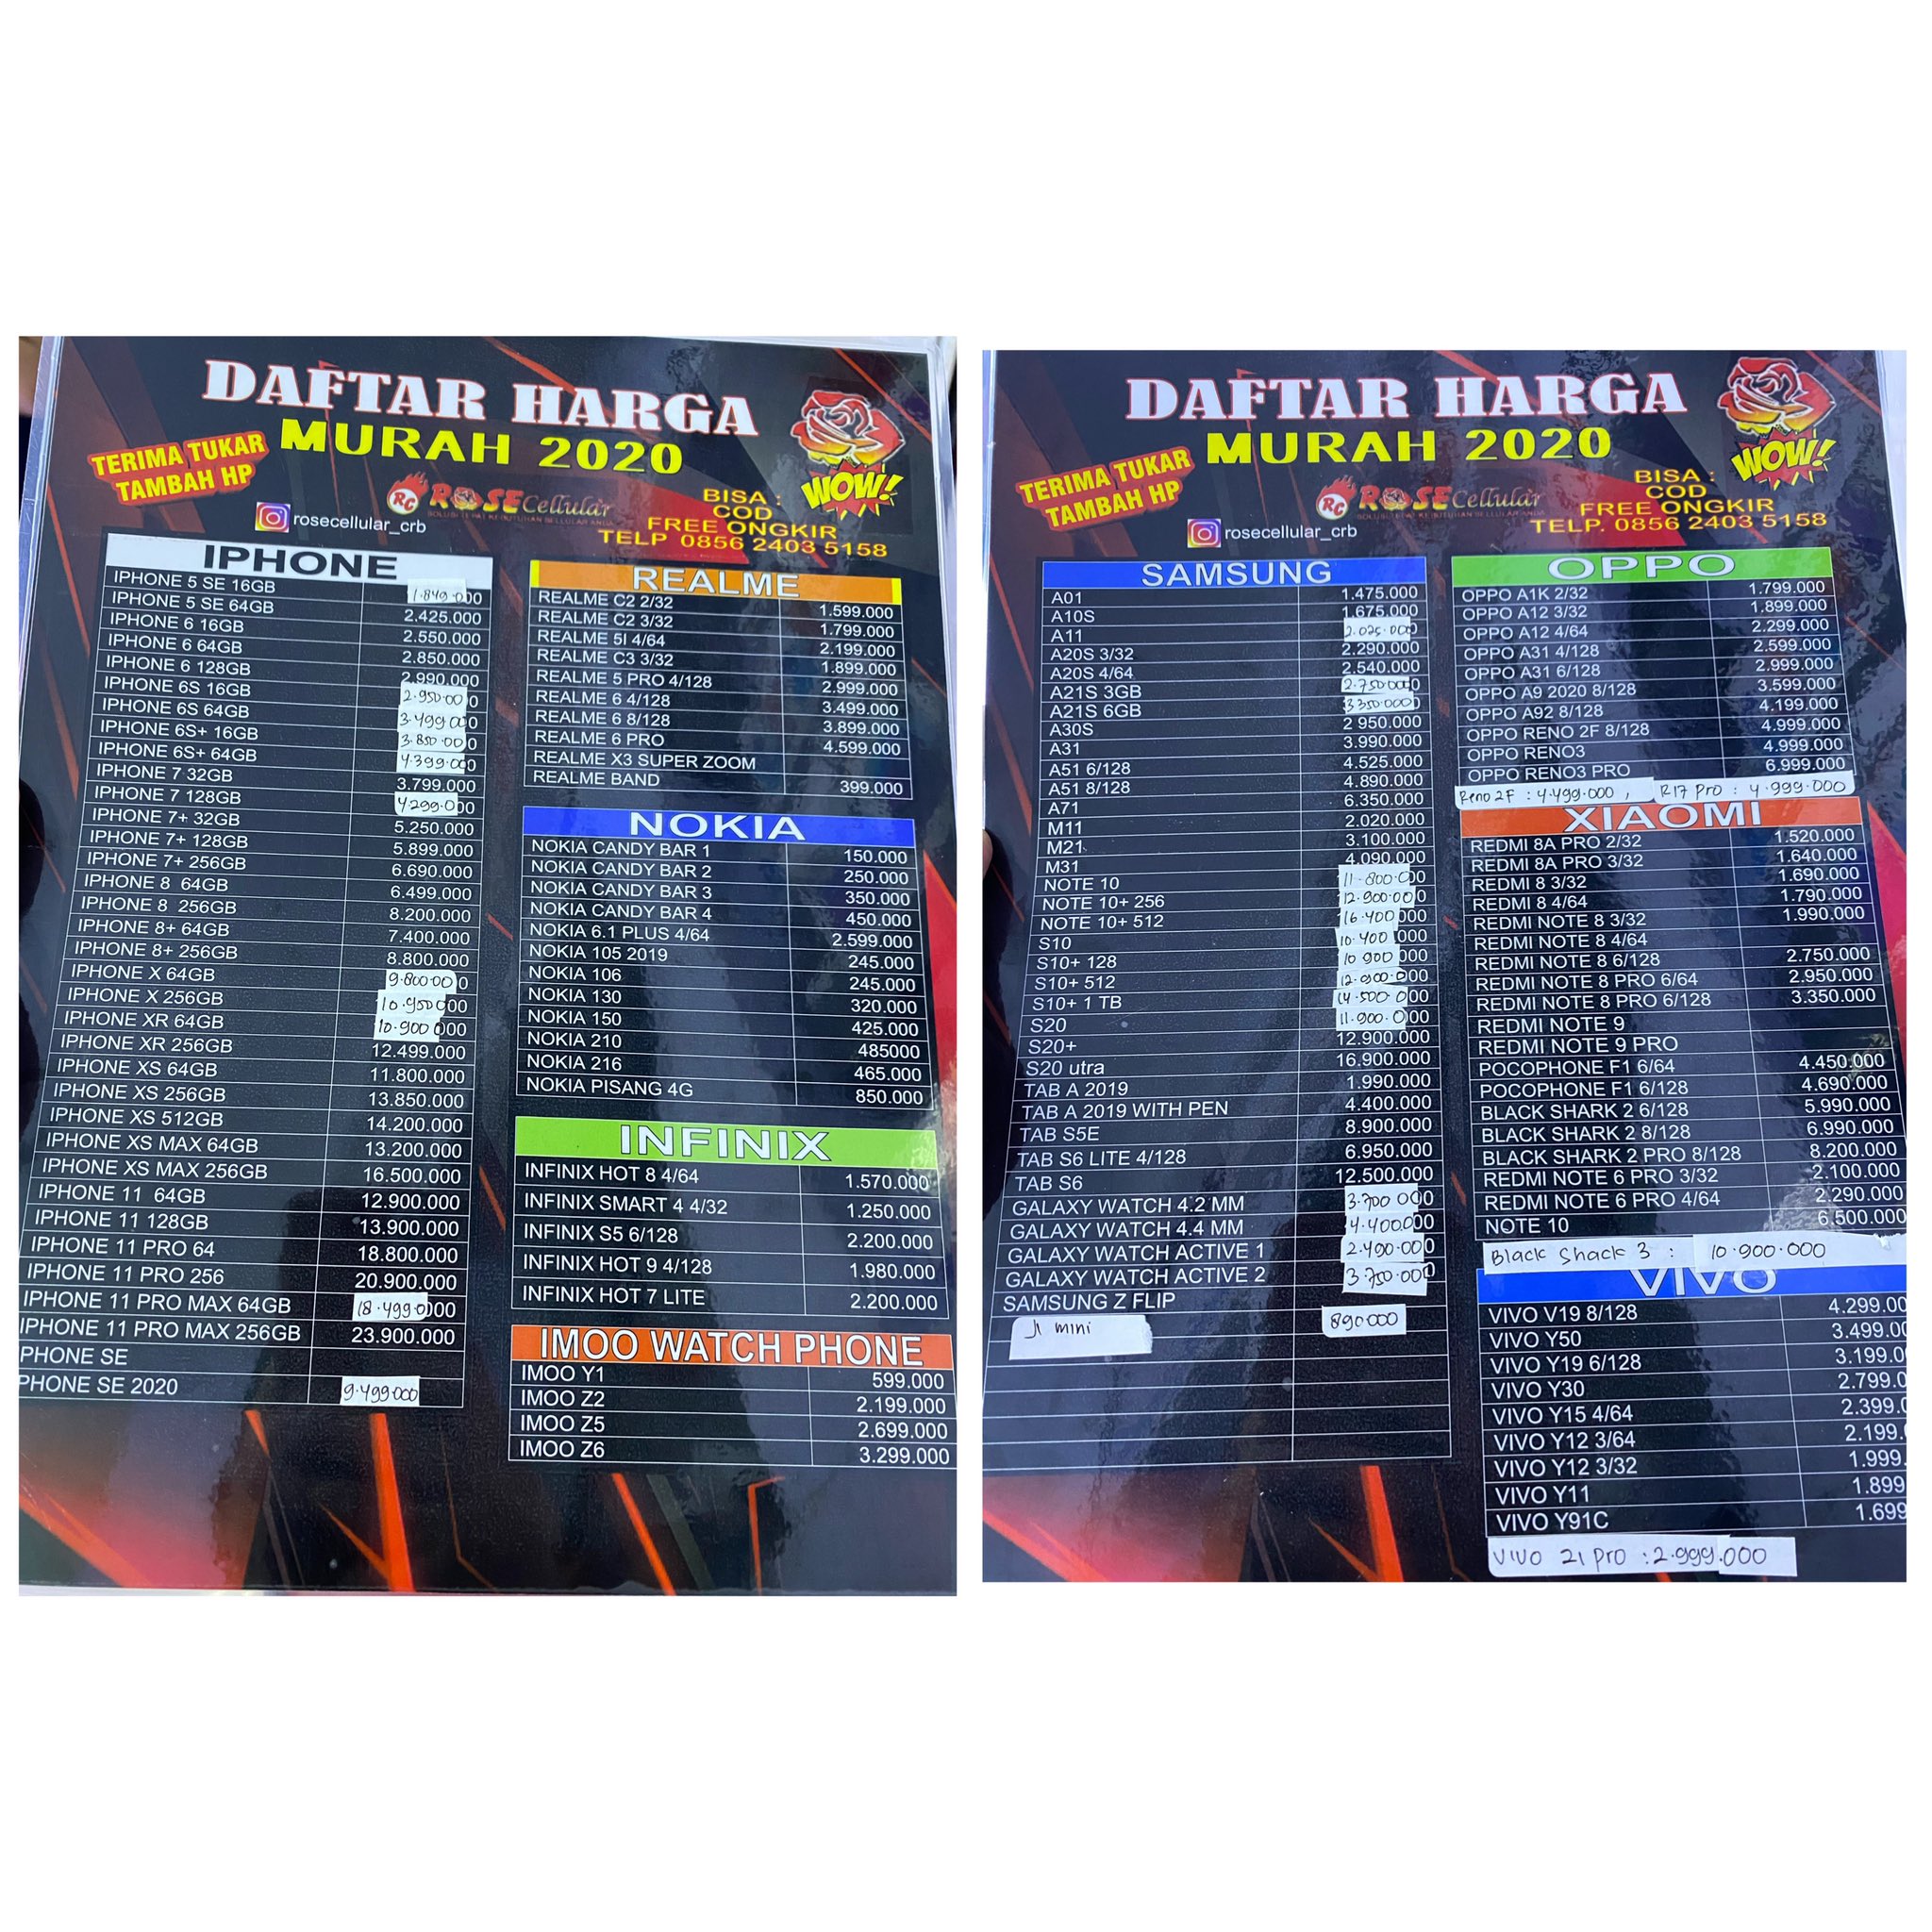 DAFTAR HARGA
MURAH 2020
TERIMA TUKAR
TAMBAH HP
WOW!
RC ROSE Cellular
rosecellular_crb
BISA :
COD
FREE ONGKIR
TELP 0856 2403 5158
IPHONE
IPHONE 5 SE 16GB 1.849.000
IPHONE 5 SE 64GB 2.425.000
IPHONE 6 16GB 2.550.000
IPHONE 6 64GB 2.850.000
IPHONE 6 128GB 2.990.000
IPHONE 6S 16GB 2.950.000
IPHONE 6S 64GB 3.499.000
IPHONE 6S+ 16GB 3.850.000
IPHONE 6S+ 64GB 4.399.000
IPHONE 7 32GB 3.799.000
IPHONE 7 128GB 4.299.000
IPHONE 7+ 32GB 5.250.000
IPHONE 7+ 128GB 5.899.000
IPHONE 7+ 256GB 6.690.000
IPHONE 8 64GB 6.499.000
IPHONE 8 256GB 8.200.000
IPHONE 8+ 64GB 7.400.000
IPHONE 8+ 256GB 8.800.000
IPHONE X 64GB 9.800.000
IPHONE X 256GB 10.950.000
IPHONE XR 64GB 10.900.000
IPHONE XR 256GB 12.499.000
IPHONE XS 64GB 11.800.000
IPHONE XS 256GB 13.850.000
IPHONE XS 512GB 14.200.000
IPHONE XS MAX 64GB 13.200.000
IPHONE XS MAX 256GB 16.500.000
IPHONE 11 64GB 12.900.000
IPHONE 11 128GB 13.900.000
IPHONE 11 PRO 64 18.800.000
IPHONE 11 PRO 256 20.900.000
IPHONE 11 PRO MAX 64GB 18.499.000
IPHONE 11 PRO MAX 256GB 23.900.000
PHONE SE
PHONE SE 2020 9.499.000
REALME
REALME C2 2/32 1.599.000
REALME C2 3/32 1.799.000
REALME 5I 4/64 2.199.000
REALME C3 3/32 1.899.000
REALME 5 PRO 4/128 2.999.000
REALME 6 4/128 3.499.000
REALME 6 8/128 3.899.000
REALME 6 PRO 4.599.000
REALME X3 SUPER ZOOM
REALME BAND 399.000
NOKIA
NOKIA CANDY BAR 1 150.000
NOKIA CANDY BAR 2 250.000
NOKIA CANDY BAR 3 350.000
NOKIA CANDY BAR 4 450.000
NOKIA 6.1 PLUS 4/64 2.599.000
NOKIA 105 2019 245.000
NOKIA 106 245.000
NOKIA 130 320.000
NOKIA 150 425.000
NOKIA 210 485000
NOKIA 216 465.000
NOKIA PISANG 4G 850.000
INFINIX
INFINIX HOT 8 4/64 1.570.000
INFINIX SMART 4 4/32 1.250.000
INFINIX S5 6/128 2.200.000
INFINIX HOT 9 4/128 1.980.000
INFINIX HOT 7 LITE 2.200.000
IMOO WATCH PHONE
IMOO Y1 599.000
IMOO Z2 2.199.000
IMOO Z5 2.699.000
IMOO Z6 3.299.000
DAFTAR HARGA
MURAH 2020
TERIMA TUKAR
TAMBAH HP
WOW!
RC ROSE Cellular
rosecellular_crb
BISA :
COD
FREE ONGKIR
TELP. 0856 2403 5158
SAMSUNG
A01 1.475.000
A10S 1.675.000
A11 2.075.000
A20S 3/32 2.290.000
A20S 4/64 2.540.000
A21S 3GB 2.750.000
A21S 6GB 3350.000
A30S 2 950.000
A31 3.990.000
A51 6/128 4.525.000
A51 8/128 4.890.000
A71 6.350.000
M11 2.020.000
M21 3.100.000
M31 4.090.000
NOTE 10 11.800.000
NOTE 10+ 256 12.900.000
NOTE 10+ 512 16.400.000
S10 10.400.000
S10+ 128 10 900 000
S10+ 512 12.900.000
S10+ 1 TB 14.500.000
S20 11.900.000
S20+ 12.900.000
S20 utra 16.900.000
TAB A 2019 1.990.000
TAB A 2019 WITH PEN 4.400.000
TAB S5E 8.900.000
TAB S6 LITE 4/128 6.950.000
TAB S6 12.500.000
GALAXY WATCH 4.2 MM 3.700 000
GALAXY WATCH 4.4 MM 4.400.000
GALAXY WATCH ACTIVE 1 2.400.000
GALAXY WATCH ACTIVE 2 3.750.000
SAMSUNG Z FLIP
J1 mini 890000
OPPO
OPPO A1K 2/32 1.799.000
OPPO A12 3/32 1.899.000
OPPO A12 4/64 2.299.000
OPPO A31 4/128 2.599.000
OPPO A31 6/128 2.999.000
OPPO A9 2020 8/128 3.599.000
OPPO A92 8/128 4.199.000
OPPO RENO 2F 8/128 4.999.000
OPPO RENO3 4.999.000
OPPO RENO3 PRO 6.999.000
Reno 2F : 4.499.000 , R17 Pro : 4.999.000
XIAOMI
REDMI 8A PRO 2/32 1.520.000
REDMI 8A PRO 3/32 1.640.000
REDMI 8 3/32 1.690.000
REDMI 8 4/64 1.790.000
REDMI NOTE 8 3/32 1.990.000
REDMI NOTE 8 4/64
REDMI NOTE 8 6/128 2.750.000
REDMI NOTE 8 PRO 6/64 2.950.000
REDMI NOTE 8 PRO 6/128 3.350.000
REDMI NOTE 9
REDMI NOTE 9 PRO
POCOPHONE F1 6/64 4.450.000
POCOPHONE F1 6/128 4.690.000
BLACK SHARK 2 6/128 5.990.000
BLACK SHARK 2 8/128 6.990.000
BLACK SHARK 2 PRO 8/128 8.200.000
REDMI NOTE 6 PRO 3/32 2.100.000
REDMI NOTE 6 PRO 4/64 2.290.000
NOTE 10 6.500.000
Black Shack 3 : 10.900.000
VIVO
VIVO V19 8/128 4.299.00
VIVO Y50 3.499.00
VIVO Y19 6/128 3.199.0
VIVO Y30 2.799.0
VIVO Y15 4/64 2.399.0
VIVO Y12 3/64 2.199.
VIVO Y12 3/32 1.999.
VIVO Y11 1.899
VIVO Y91C 1.699
VIVO 21 Pro : 2.999.000